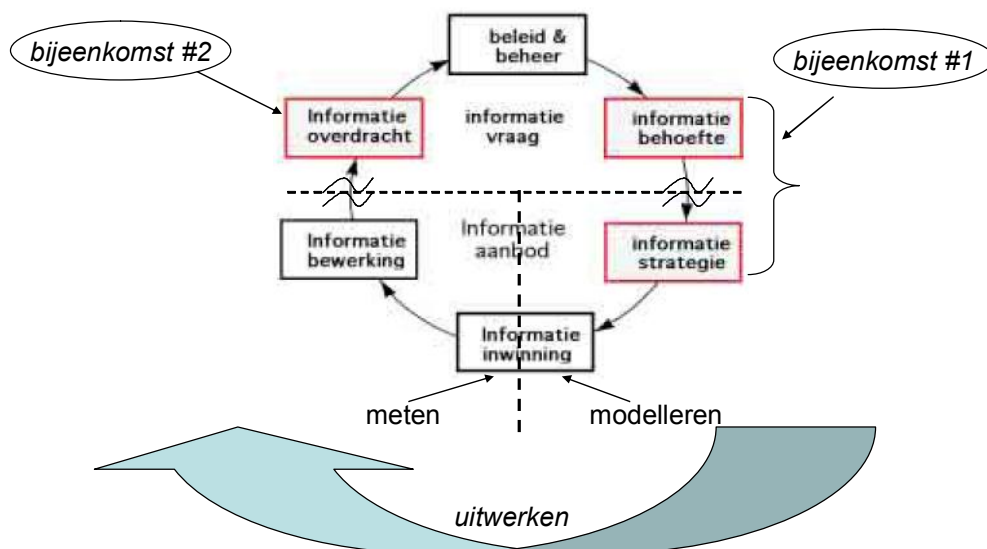 beleid &
beheer
bijeenkomst #2
bijeenkomst #1
Informatie
overdracht
informatie
vraag
informatie
behoefte
Informatie
bewerking
Informatie
aanbod
informatie
strategie
Informatie
inwinning
meten
modelleren
uitwerken